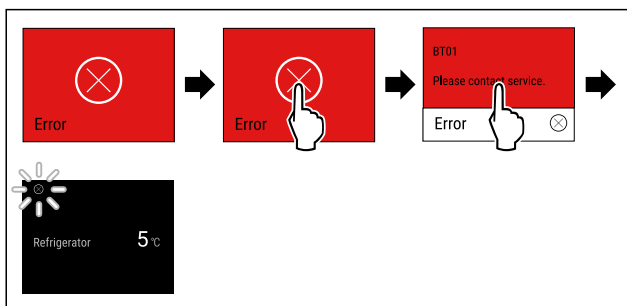 Error
Error
BT01
Please contact service.
Error
Refrigerator 5 °C